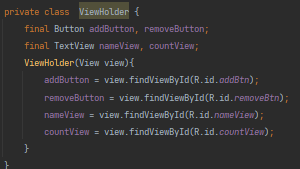 private class ViewHolder {
final Button addButton, removeButton;
final TextView nameView, countView;
ViewHolder(View view){
addButton = view.findViewById(R.id.addBtn);
removeButton = view.findViewById(R.id.removeBtn);
nameView = view.findViewById(R.id.nameView);
countView = view.findViewById(R.id.countView);
}
}